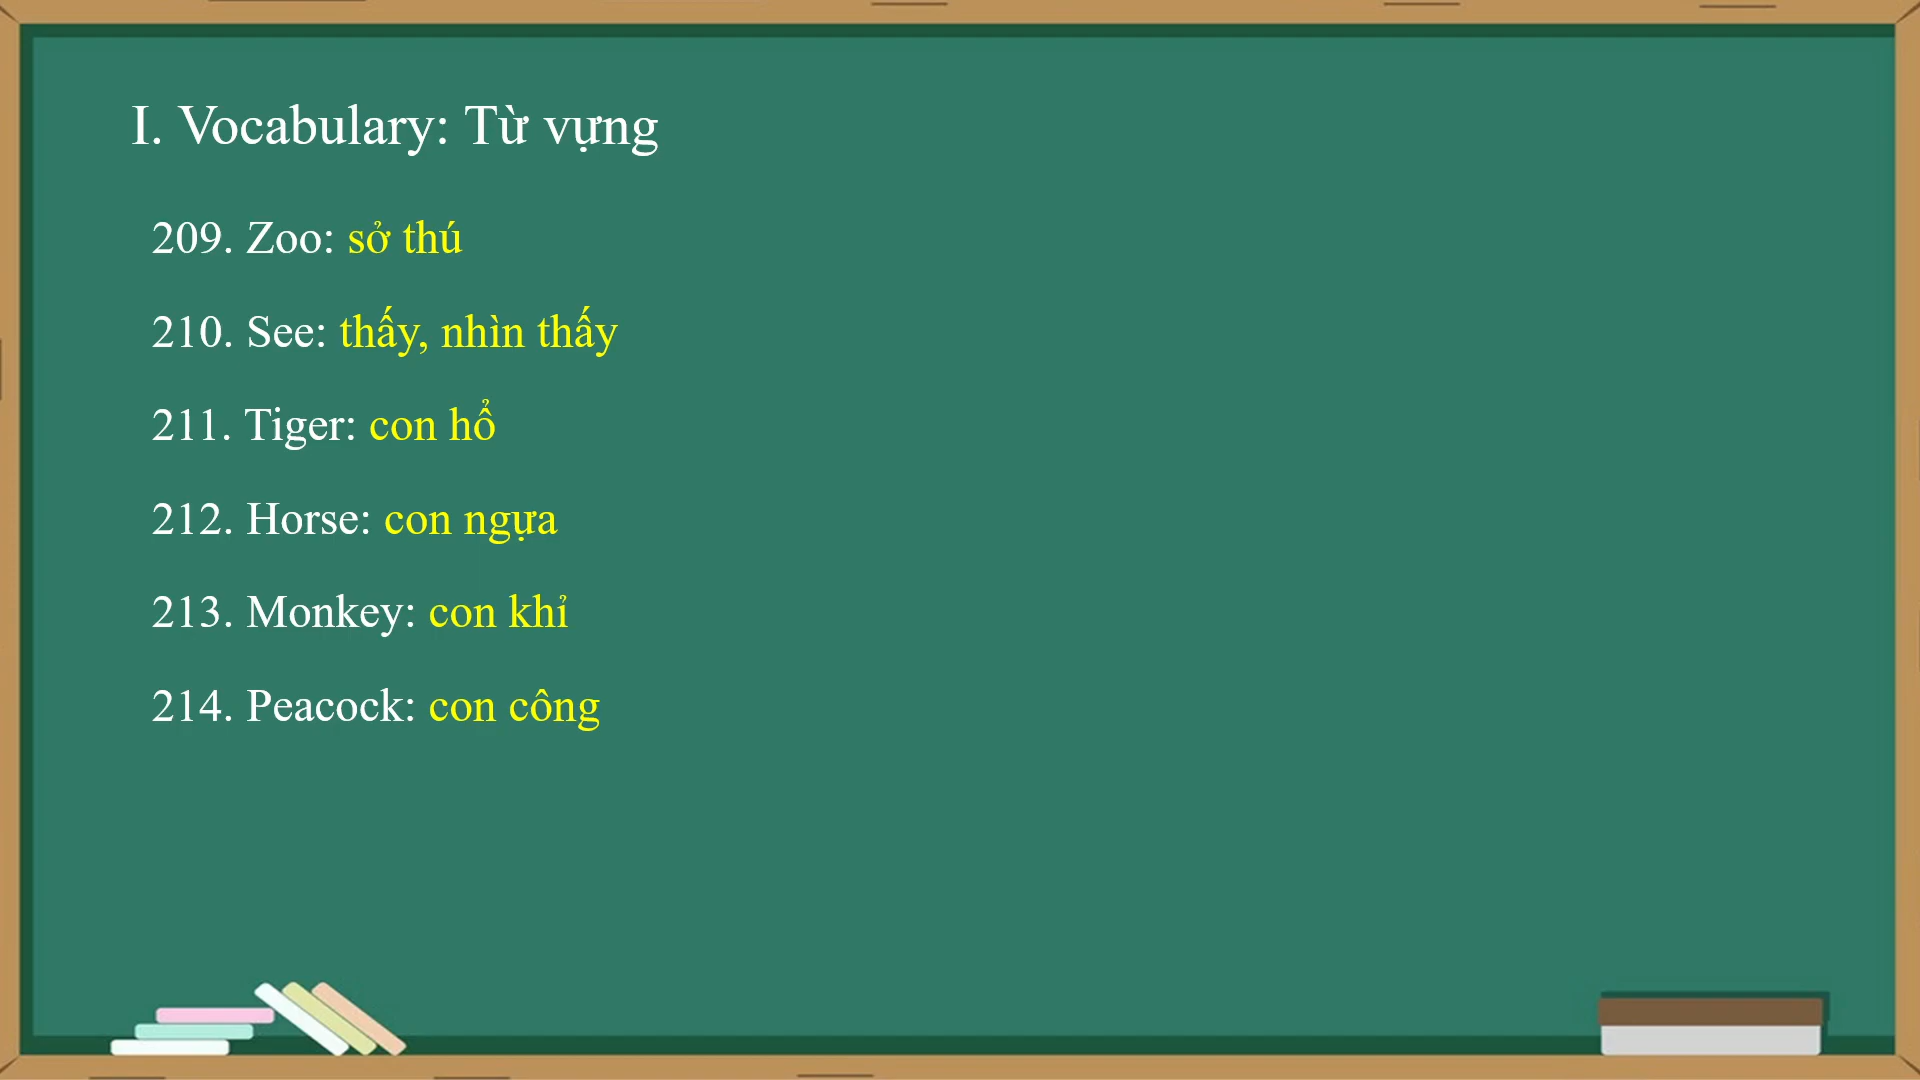 I. Vocabulary: Từ vựng
209. Zoo: sở thú
210. See: thấy, nhìn thấy
211. Tiger: con hổ
212. Horse: con ngựa
213. Monkey: con khỉ
214. Peacock: con công